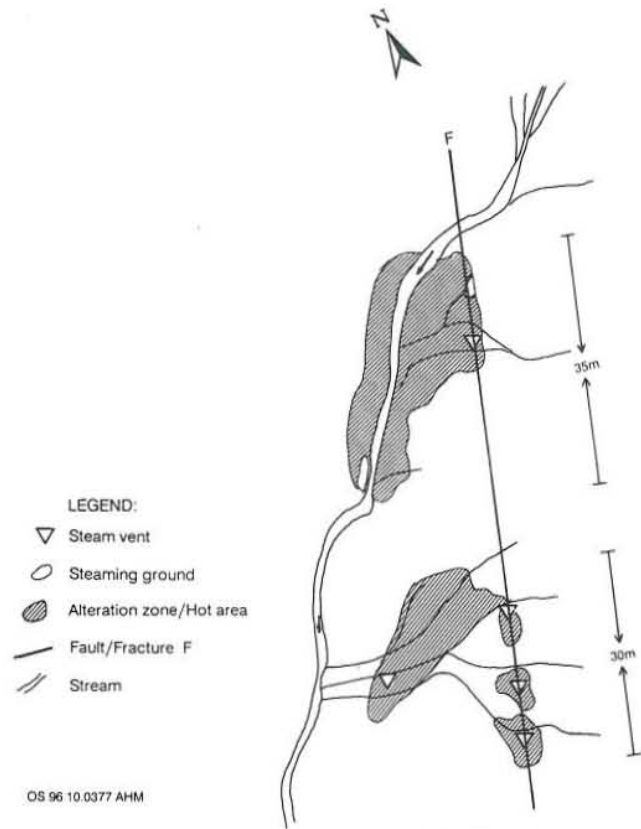 N
F
35m
LEGEND:
Steam vent
Steaming ground
Alteration zone/Hot area
Fault/Fracture F
Stream
30m
OS 96 10.0377 AHM